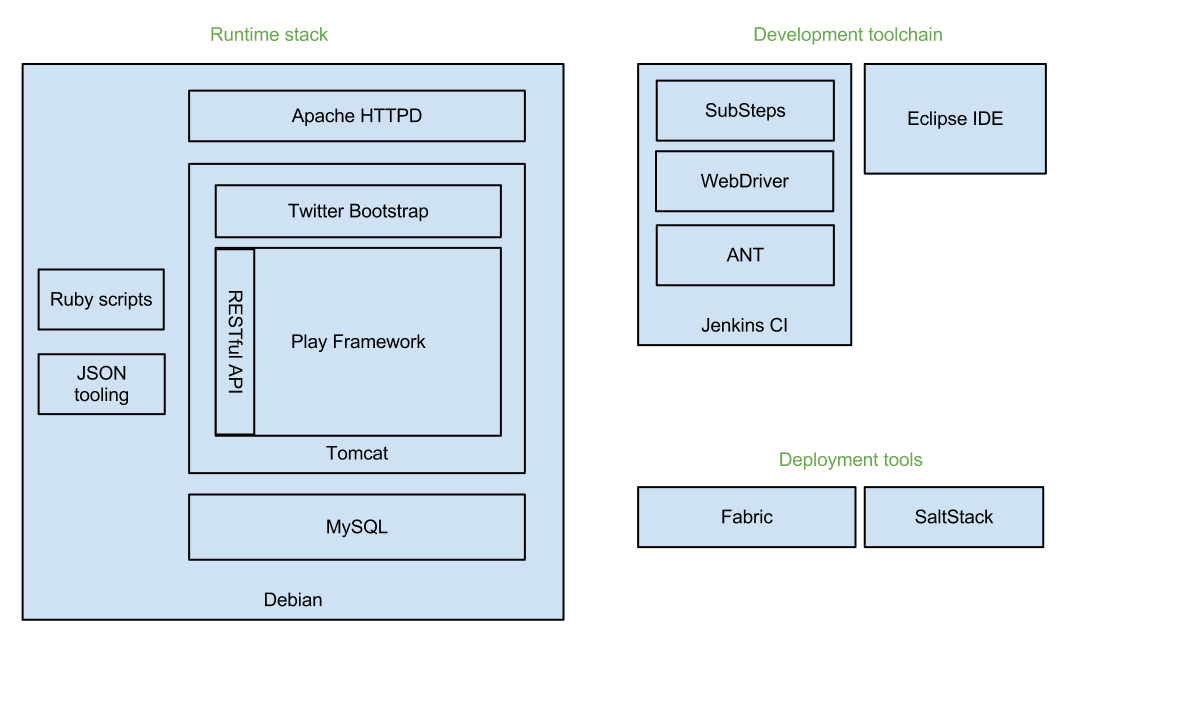 Runtime stack
Apache HTTPD
Twitter Bootstrap
RESTful API
Play Framework
Tomcat
Ruby scripts
JSON
tooling
MySQL
Debian
Development toolchain
SubSteps
WebDriver
ANT
Jenkins CI
Eclipse IDE
Deployment tools
Fabric
SaltStack